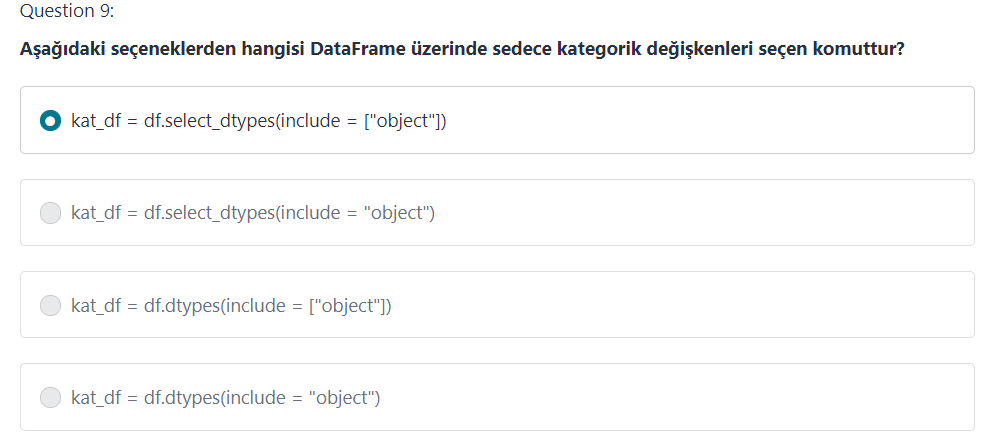 Question 9:
Aşağıdaki seçeneklerden hangisi DataFrame üzerinde sedece kategorik değişkenleri seçen komuttur?
kat_df = df.select_dtypes(include = ["object"])
kat_df = df.select_dtypes(include = "object")
kat_df = df.dtypes(include = ["object"])
kat_df = df.dtypes(include = "object")